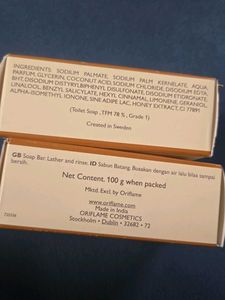 INGREDIENTS: SODIUM PALMATE, SODIUM PALM KERNELATE, AQUA,
PARFUM, GLYCERIN, COCONUT ACID, SODIUM CHLORIDE, DISODIUM EDTA,
BHT, DISODIUM DISTYRYLBIPHENYL DISULFONATE, DISODIUM ETIDRONATE,
LINALOOL, BENZYL SALICYLATE, HEXYL CINNAMAL, LIMONENE, GERANIOL,
ALPHA-ISOMETHYL IONONE, SINE ADIPE LAC, HONEY, CI 77891
(Toilet Soap , TFM 78 % , Grade 1)
Created in Sweden
GB Soap Bar: Lather and rinse. ID Sabun Batang. Busakan dengan air lalu bilas sampai
bersih.
Net Content. 100 g when packed
Mktd. Excl. by Oriflame
www.oriflame.com
Made in India
ORIFLAME COSMETICS
Stockholm • Dublin • 32682 • 72